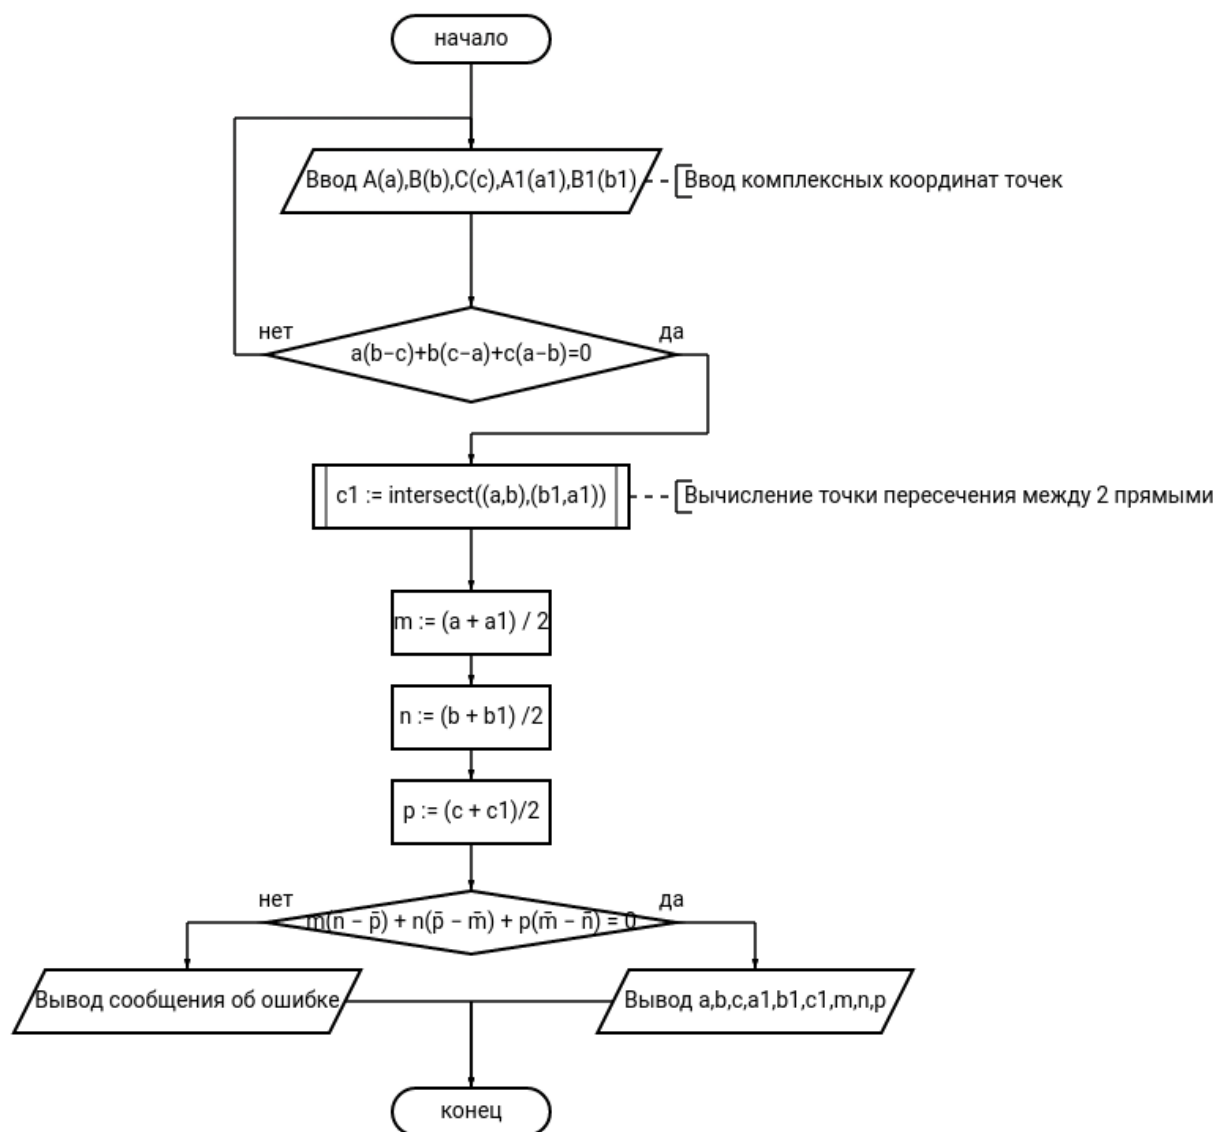 начало
Ввод A(a),B(b),C(c),A1(a1),B1(b1)
Ввод комплексных координат точек
нет
да
a(b−c)+b(c−a)+c(a−b)=0
c1 := intersect((a,b),(b1,a1))
Вычисление точки пересечения между 2 прямыми
m := (a + a1) / 2
n := (b + b1) /2
p := (c + c1)/2
нет
да
m(n̄ − p̄) + n(p̄ − m̄) + p(m̄ − n̄) = 0
Вывод сообщения об ошибке
Вывод a,b,c,a1,b1,c1,m,n,p
конец